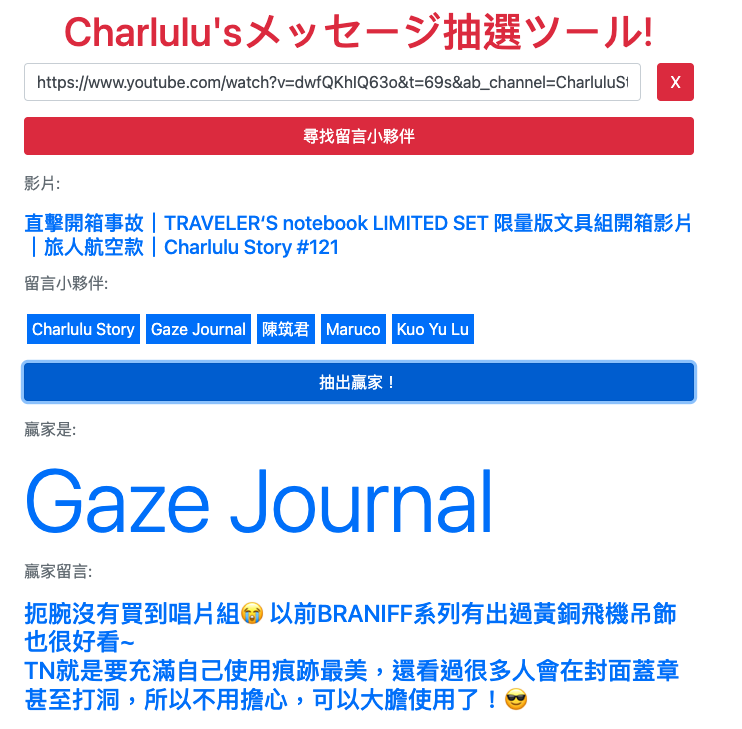 Charlulu'sメッセージ抽選ツール!
https://www.youtube.com/watch?v=dwfQKhIQ63o&t=69s&ab_channel=CharluluSt
X
尋找留言小夥伴
影片:
直擊開箱事故｜TRAVELER‘S notebook LIMITED SET 限量版文具組開箱影片
｜旅人航空款｜Charlulu Story #121
留言小夥伴:
Charlulu Story Gaze Journal 陳筑君 Maruco Kuo Yu Lu
抽出贏家！
贏家是:
Gaze Journal
贏家留言:
扼腕沒有買到唱片組😭 以前BRANIFF系列有出過黃銅飛機吊飾
也很好看~
TN就是要充滿自己使用痕跡最美，還看過很多人會在封面蓋章
甚至打洞，所以不用擔心，可以大膽使用了！😎